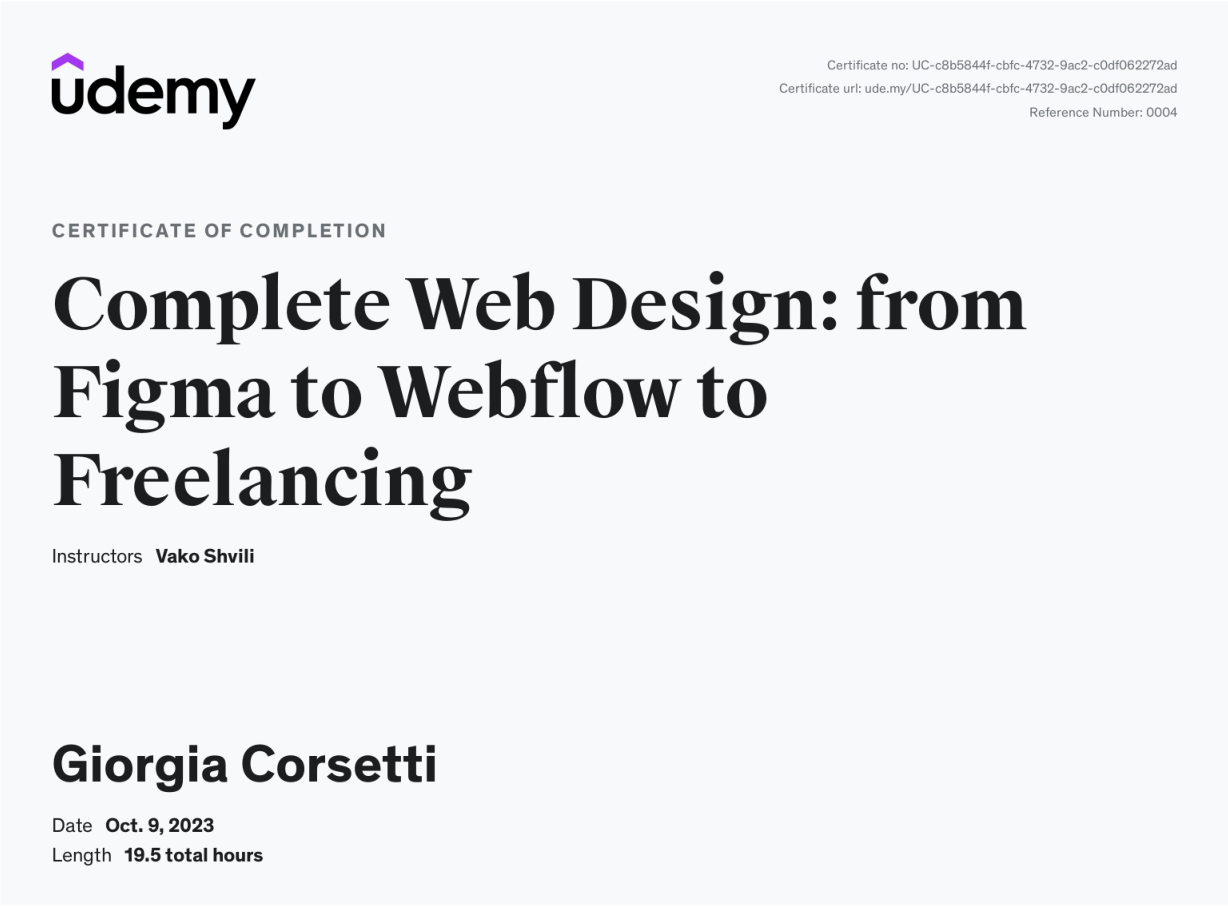 udemy
Certificate no: UC-c8b5844f-cbfc-4732-9ac2-c0df062272ad
Certificate url: ude.my/UC-c8b5844f-cbfc-4732-9ac2-c0df062272ad
Reference Number: 0004
CERTIFICATE OF COMPLETION
Complete Web Design: from
Figma to Webflow to
Freelancing
Instructors Vako Shvili
Giorgia Corsetti
Date Oct. 9, 2023
Length 19.5 total hours